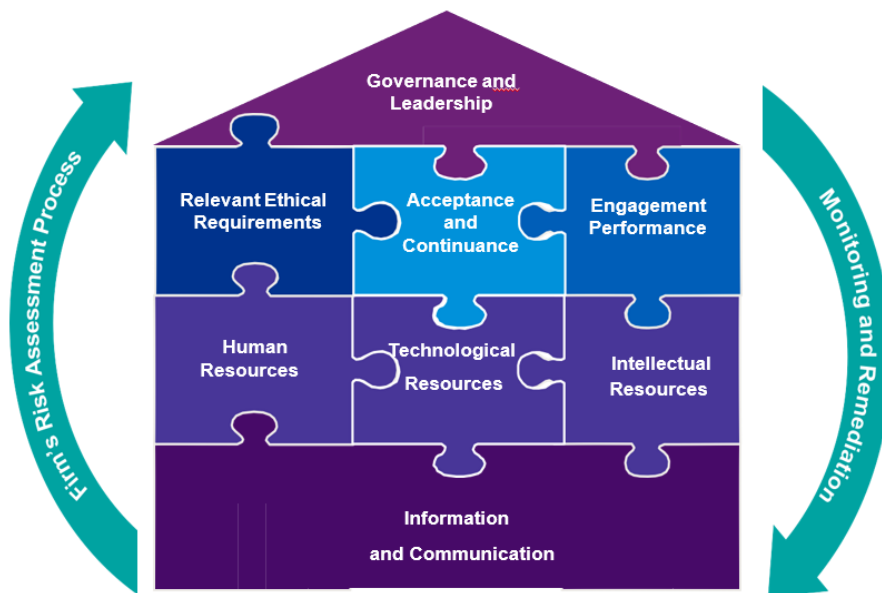 Governance and
Leadership
Relevant Ethical
Requirements
Acceptance
and
Continuance
Engagement
Performance
Human
Resources
Technological
Resources
Intellectual
Resources
Information
and Communication
Firm's Risk Assessment Process
Monitoring and Remediation